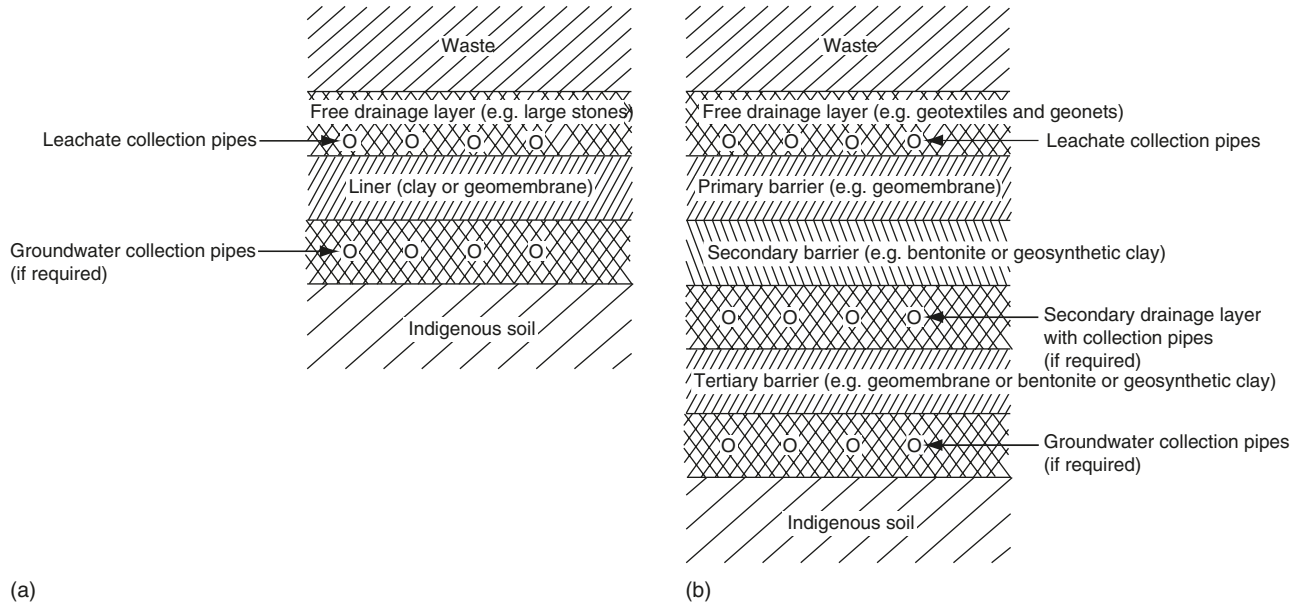 Waste
Free drainage layer (e.g. large stones)
Leachate collection pipes
O O O O
Liner (clay or geomembrane)
Groundwater collection pipes
(if required)
O O O O
Indigenous soil
(a)
Waste
Free drainage layer (e.g. geotextiles and geonets)
O O O O
Leachate collection pipes
Primary barrier (e.g. geomembrane)
Secondary barrier (e.g. bentonite or geosynthetic clay)
O O O O
Secondary drainage layer
with collection pipes
(if required)
Tertiary barrier (e.g. geomembrane or bentonite or geosynthetic clay)
O O O O
Groundwater collection pipes
(if required)
Indigenous soil
(b)